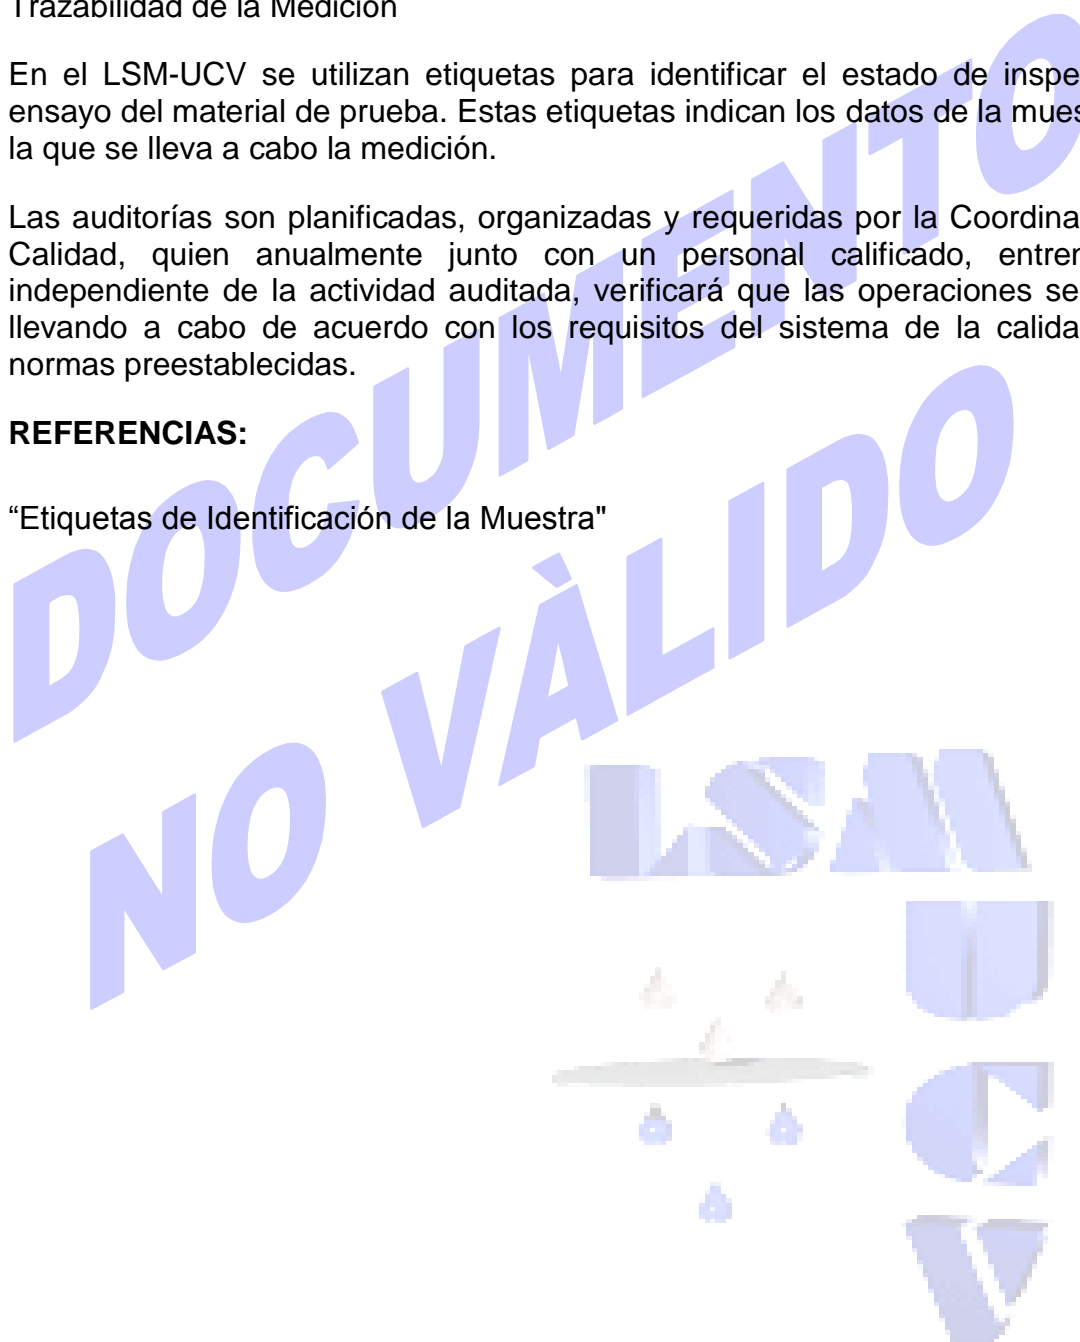 Trazabilidad de la Medición
En el LSM-UCV se utilizan etiquetas para identificar el estado de inspe
ensayo del material de prueba. Estas etiquetas indican los datos de la mues
la que se lleva a cabo la medición.
Las auditorías son planificadas, organizadas y requeridas por la Coordina
Calidad, quien anualmente junto con un personal calificado, entren
independiente de la actividad auditada, verificará que las operaciones se
llevando a cabo de acuerdo con los requisitos del sistema de la calida
normas preestablecidas.
REFERENCIAS:
“Etiquetas de Identificación de la Muestra"
DOCUMENTO
NO VÀLIDO
LSM
U
C
V